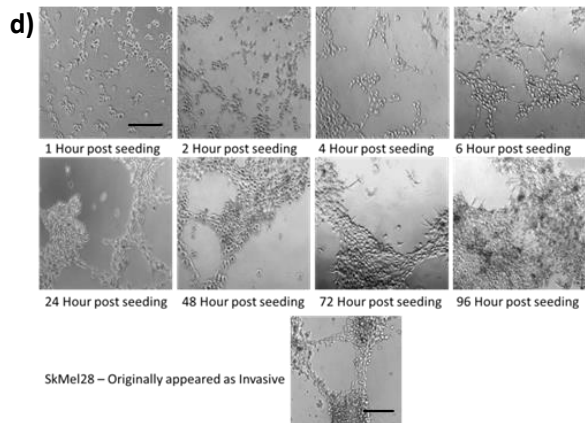 d)
1 Hour post seeding 2 Hour post seeding 4 Hour post seeding 6 Hour post seeding
24 Hour post seeding 48 Hour post seeding 72 Hour post seeding 96 Hour post seeding
SkMel28 – Originally appeared as Invasive